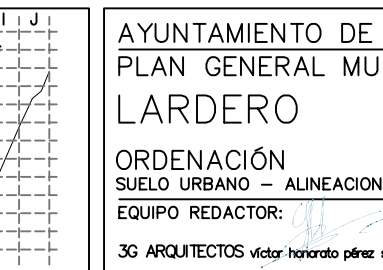 I J
AYUNTAMIENTO DE
PLAN GENERAL MU
LARDERO
ORDENACIÓN
SUELO URBANO – ALINEACION
EQUIPO REDACTOR:
3G ARQUITECTOS víctor honorato pérez s